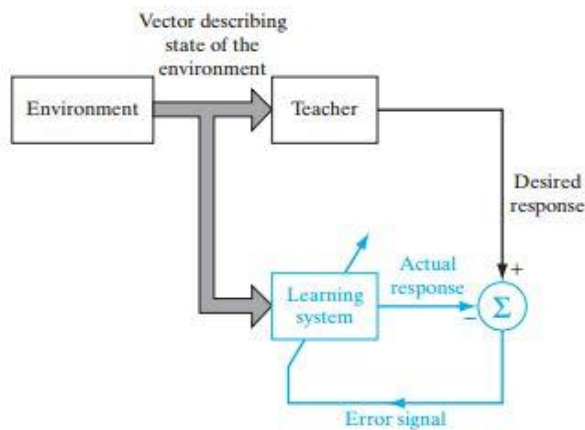 Vector describing
state of the
environment
Environment
Teacher
Desired
response
+
Actual
response
Learning
system
−
Σ
Error signal